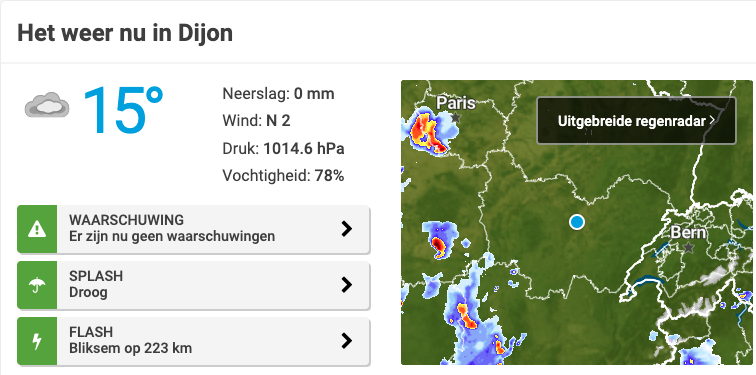 Het weer nu in Dijon
15°
Neerslag: 0 mm
Wind: N 2
Druk: 1014.6 hPa
Vochtigheid: 78%
WAARSCHUWING
Er zijn nu geen waarschuwingen
SPLASH
Droog
FLASH
Bliksem op 223 km
Paris
Uitgebreide regenradar
Bern